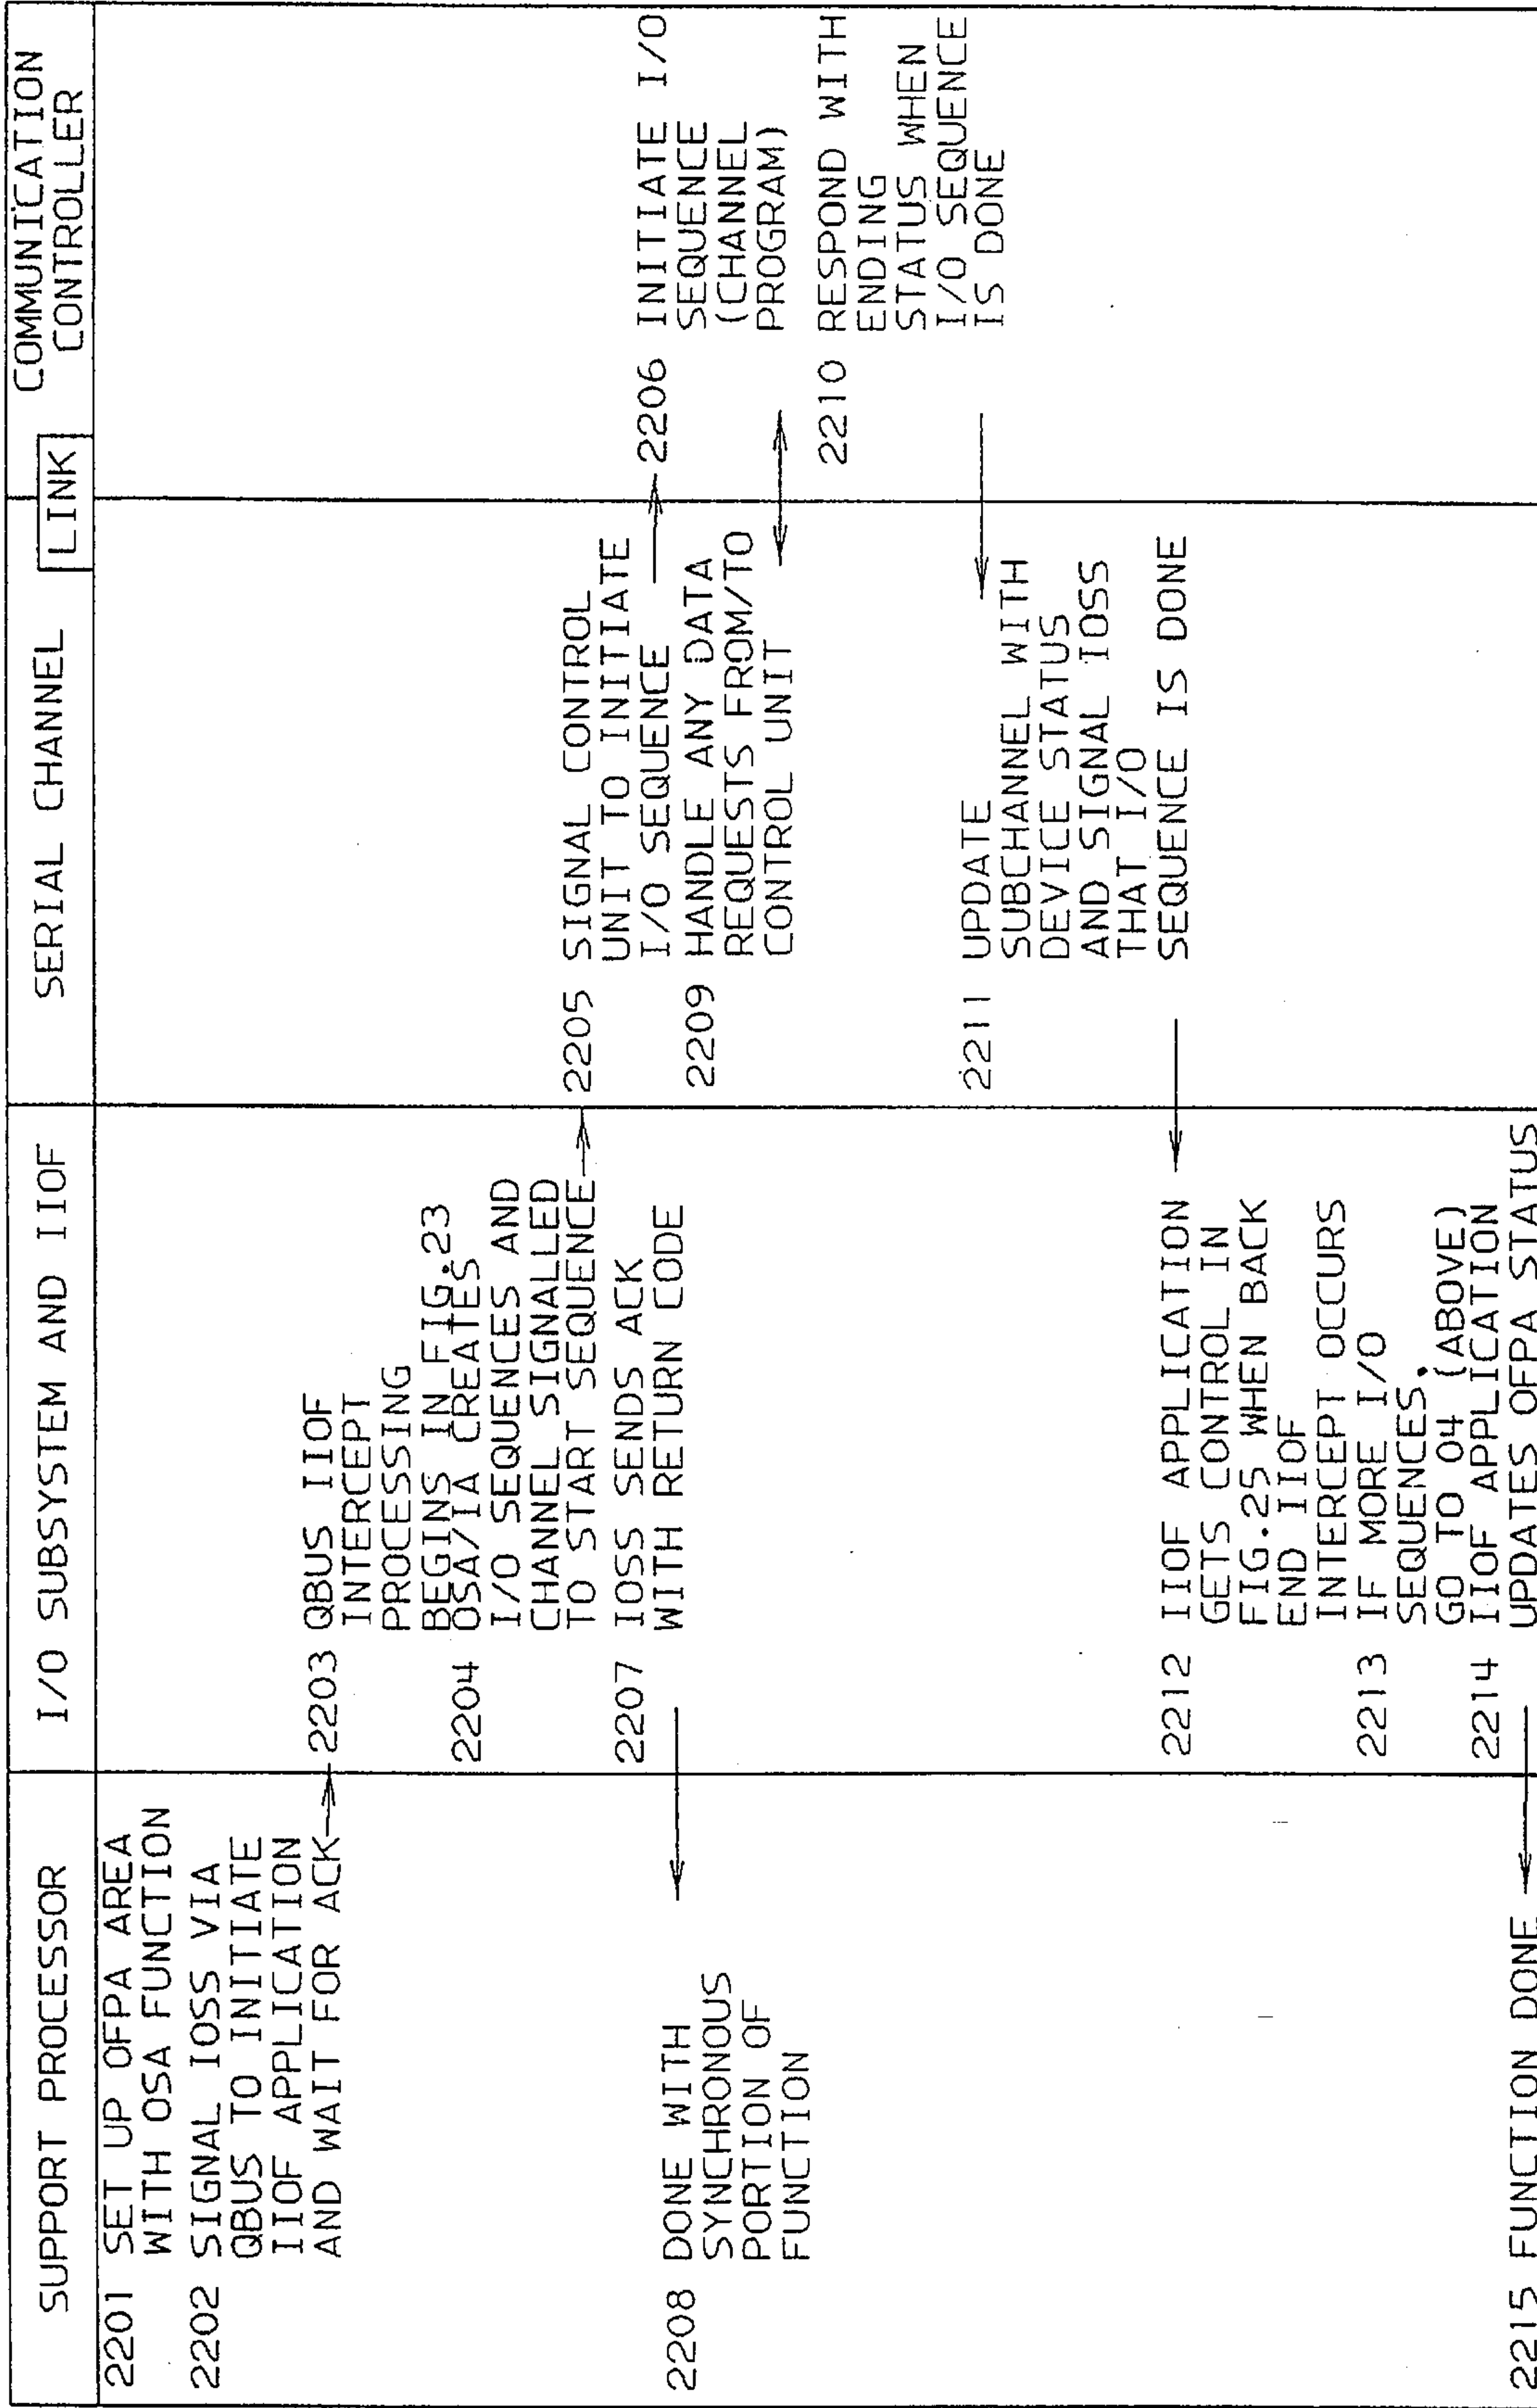 SUPPORT PROCESSOR
I/O SUBSYSTEM AND IIOF
SERIAL CHANNEL
LINK
COMMUNICATION
CONTROLLER
2201 SET UP OFPA AREA
WITH OSA FUNCTION
2202 SIGNAL IOSS VIA
QBUS TO INITIATE
IIOF APPLICATION
AND WAIT FOR ACK
2203 QBUS IIOF
INTERCEPT
PROCESSING
BEGINS IN FIG.23
2204 OSA/IA CREATES
I/O SEQUENCES AND
CHANNEL SIGNALLED
TO START SEQUENCE
2205 SIGNAL CONTROL
UNIT TO INITIATE
I/O SEQUENCE
2206 INITIATE I/O
SEQUENCE
(CHANNEL
PROGRAM)
2207 IOSS SENDS ACK
WITH RETURN CODE
2208 DONE WITH
SYNCHRONOUS
PORTION OF
FUNCTION
2209 HANDLE ANY DATA
REQUESTS FROM/TO
CONTROL UNIT
2210 RESPOND WITH
ENDING
STATUS WHEN
I/O SEQUENCE
IS DONE
2211 UPDATE
SUBCHANNEL WITH
DEVICE STATUS
AND SIGNAL IOSS
THAT I/O
SEQUENCE IS DONE
2212 IIOF APPLICATION
GETS CONTROL IN
FIG.25 WHEN BACK
END IIOF
INTERCEPT OCCURS
2213 IF MORE I/O
SEQUENCES,
GO TO 04 (ABOVE)
2214 IIOF APPLICATION
UPDATES OFPA STATUS
2215 FUNCTION DONE